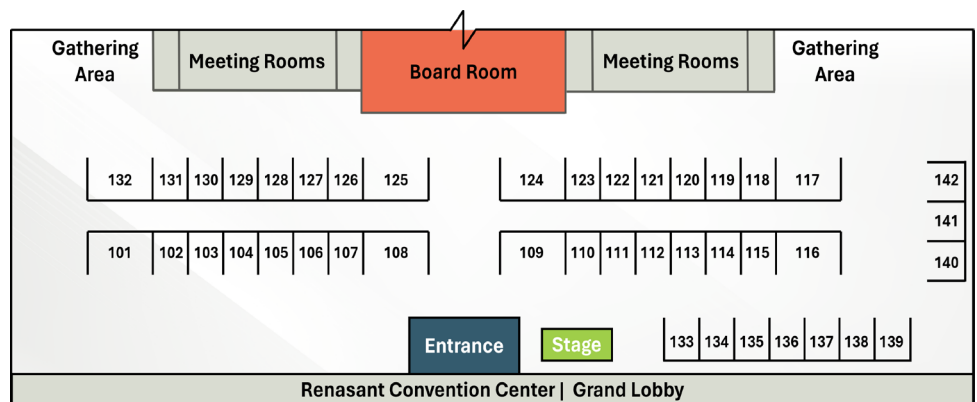 Gathering
Area
Meeting Rooms
Board Room
Meeting Rooms
Gathering
Area
132 131 130 129 128 127 126 125 124 123 122 121 120 119 118 117 142
141
101 102 103 104 105 106 107 108 109 110 111 112 113 114 115 116 140
Entrance
Stage
133 134 135 136 137 138 139
Renasant Convention Center | Grand Lobby